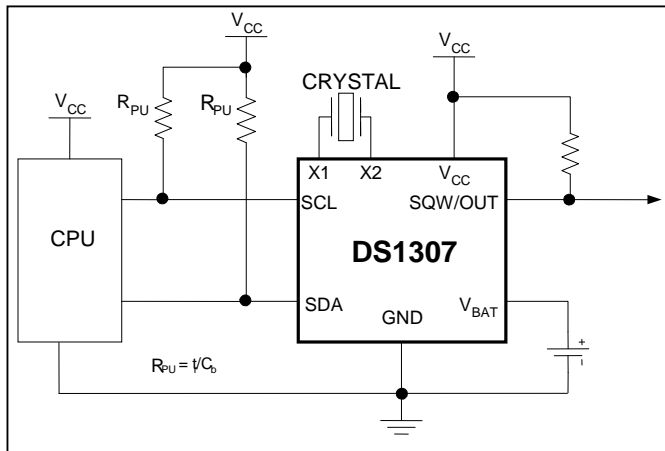 VCC
VCC
VCC
RPU
RPU
CRYSTAL
X1 X2
VCC
SCL
SQW/OUT
CPU
DS1307
SDA
VBAT
GND
+
−
RPU = tr/Cb